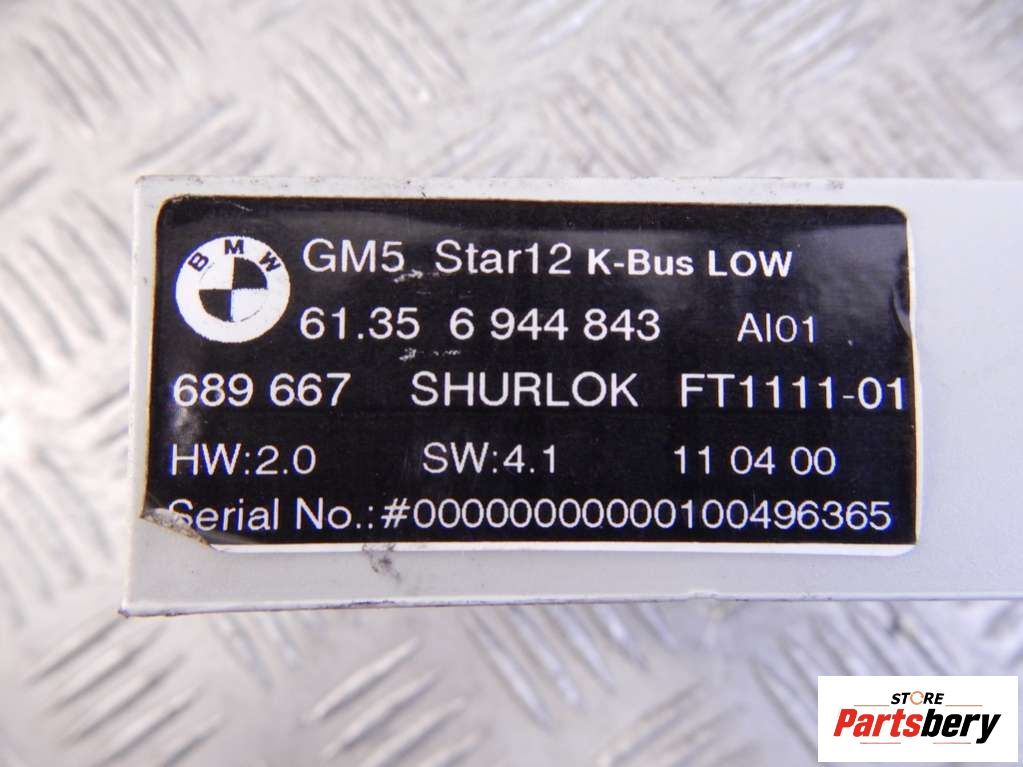 BMW
GM5 Star12 K-Bus LOW
61.35 6 944 843 AI01
689 667 SHURLOK FT1111-01
HW:2.0 SW:4.1 11 04 00
Serial No.:#00000000000100496365
STORE
Partsbery